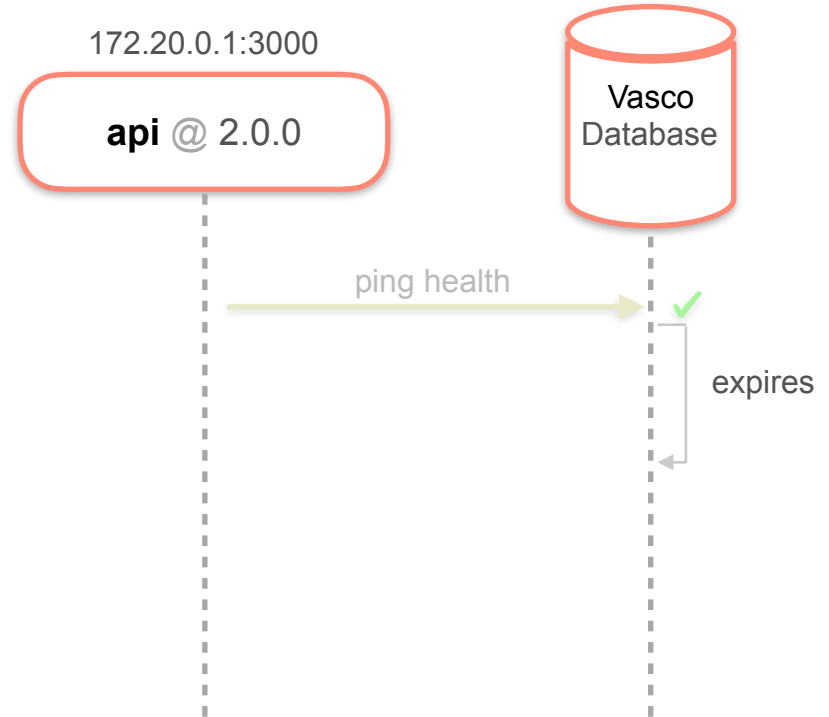 172.20.0.1:3000
api @ 2.0.0
Vasco
Database
ping health
expires